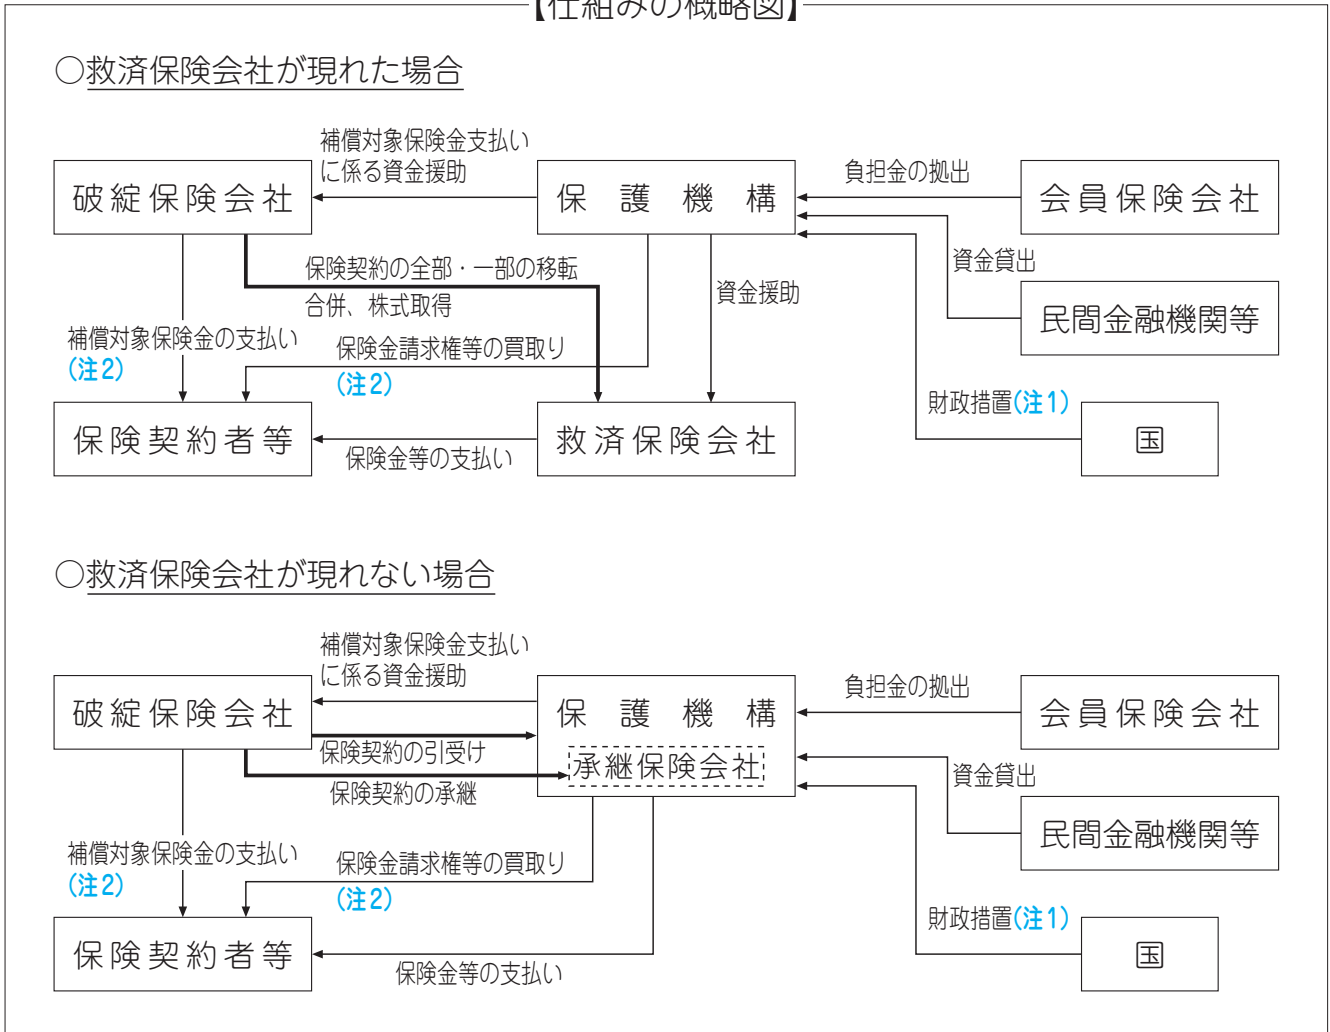 【仕組みの概略図】
○救済保険会社が現れた場合
補償対象保険金支払い
に係る資金援助
破綻保険会社
保護機構
負担金の拠出
会員保険会社
保険契約の全部・一部の移転
合併、株式取得
資金援助
資金貸出
民間金融機関等
補償対象保険金の支払い
(注2)
保険金請求権等の買取り
(注2)
財政措置(注1)
保険契約者等
保険金等の支払い
救済保険会社
国
○救済保険会社が現れない場合
補償対象保険金支払い
に係る資金援助
破綻保険会社
保護機構
負担金の拠出
会員保険会社
保険契約の引受け
承継保険会社
保険契約の承継
資金貸出
民間金融機関等
補償対象保険金の支払い
(注2)
保険金請求権等の買取り
(注2)
財政措置(注1)
保険契約者等
保険金等の支払い
国